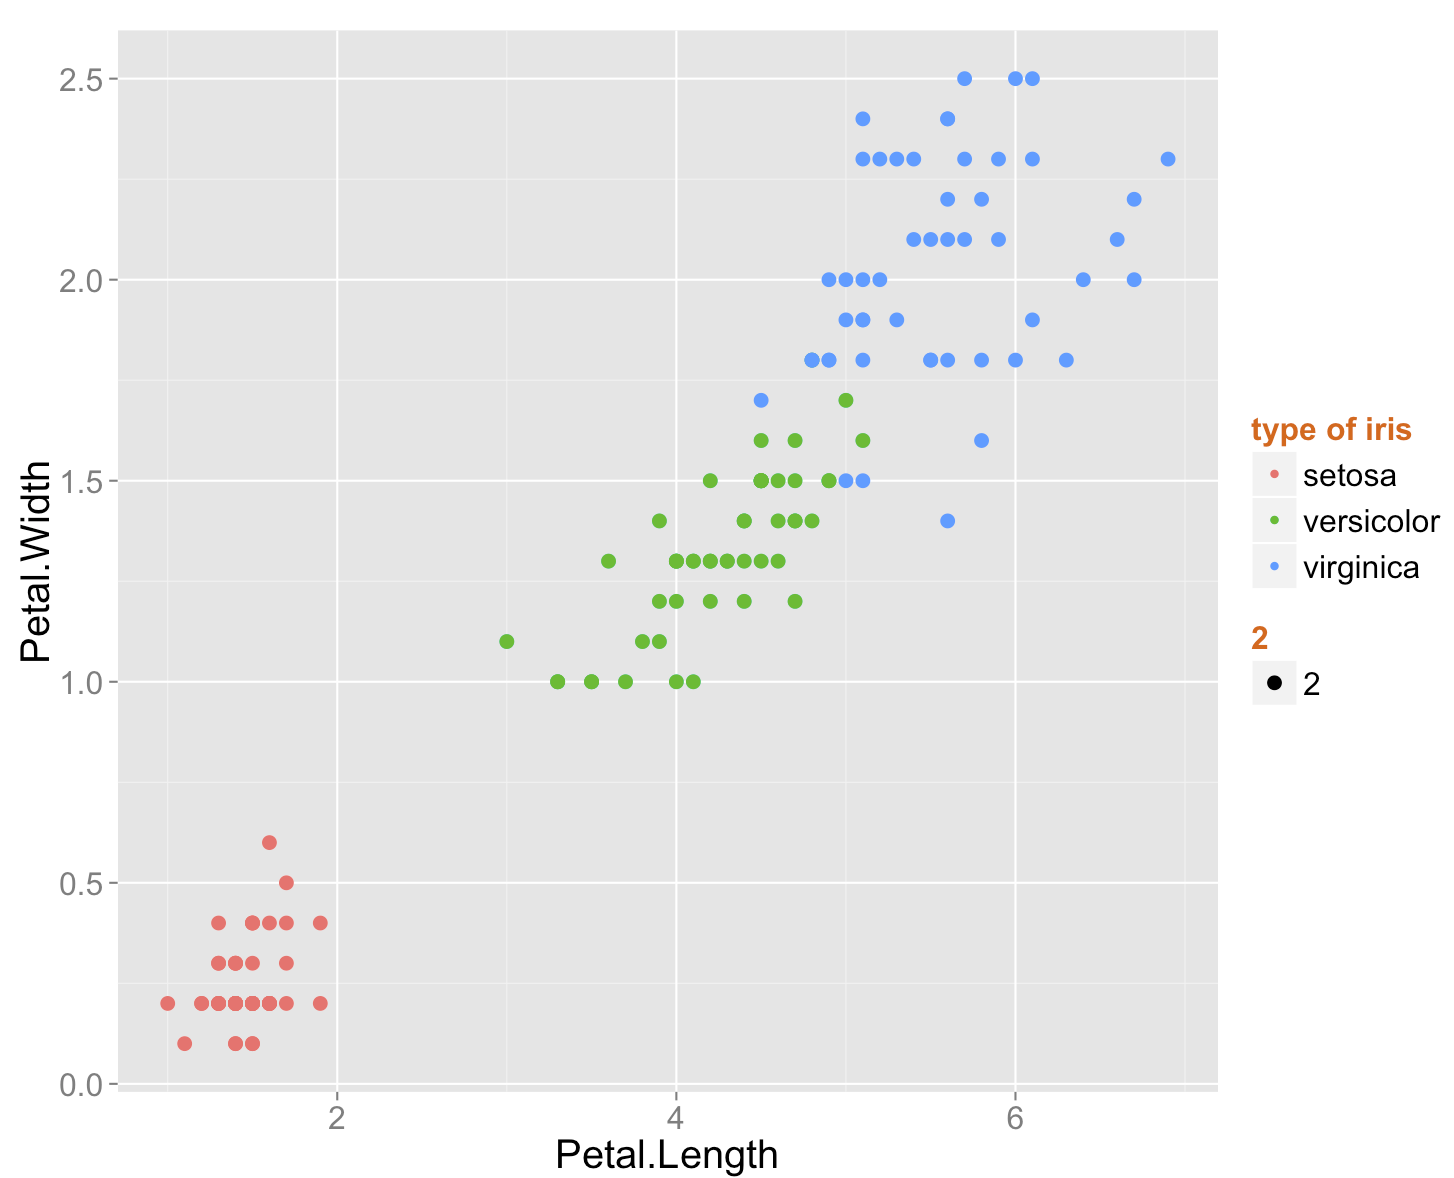 2.5
2.0
1.5
1.0
0.5
0.0
Petal.Width
2 4 6
Petal.Length
type of iris
setosa
versicolor
virginica
2
2